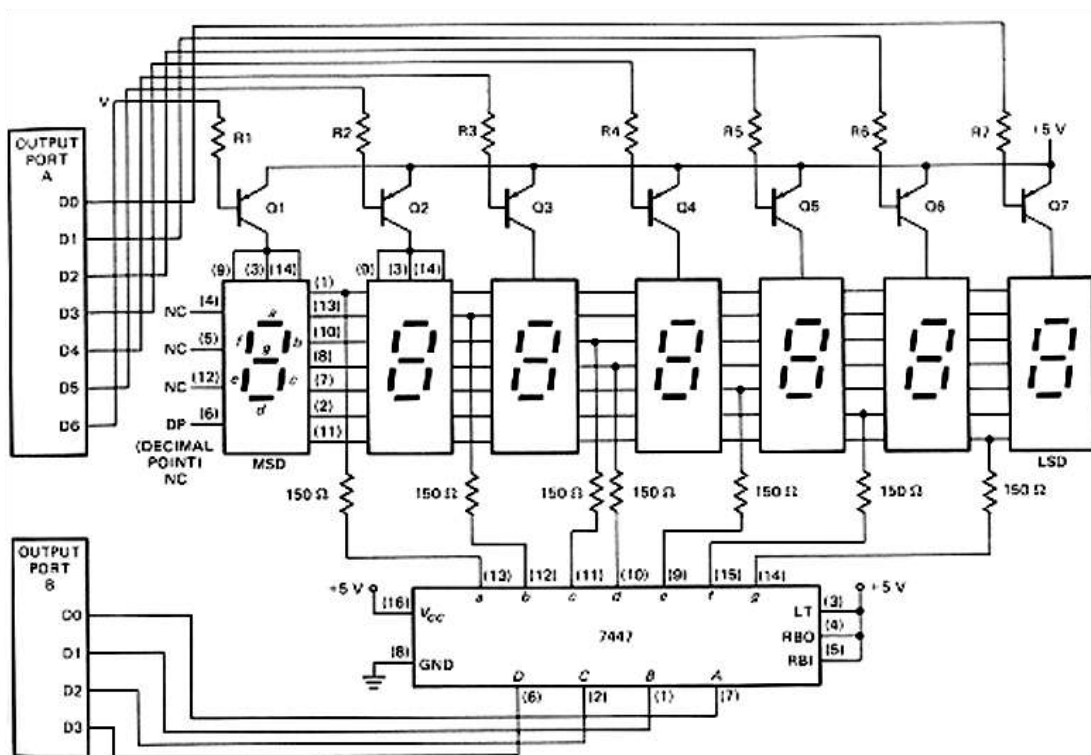 V
R1
R2
R3
R4
R5
R6
R7
+5 V
OUTPUT
PORT
A
D0
D1
D2
D3
D4
D5
D6
Q1
Q2
Q3
Q4
Q5
Q6
Q7
(9) (3) (14)
(9) (3) (14)
NC (4)
NC (5)
NC (12)
DP (6)
(DECIMAL
POINT)
NC
a
f
b
g
e
c
d
MSD
(1)
(13)
(10)
(8)
(7)
(2)
(11)
LSD
150 Ω
150 Ω
150 Ω
150 Ω
150 Ω
150 Ω
150 Ω
OUTPUT
PORT
B
D0
D1
D2
D3
(13) (12) (11) (10) (9) (15) (14)
a b c d e f g
+5 V
(16)
VCC
(8)
GND
7447
+5 V
LT (3)
RBO (4)
RBI (5)
D C B A
(6) (2) (1) (7)